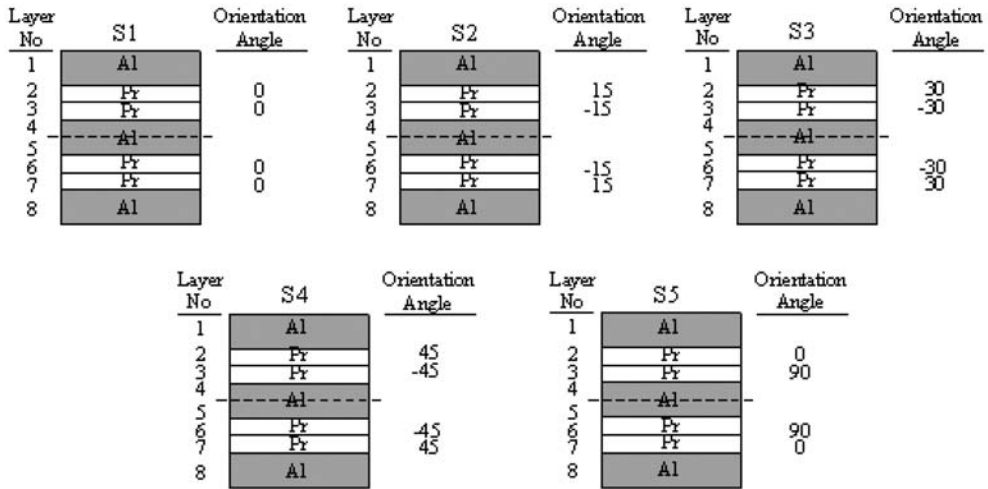 Layer No S1 Orientation Angle
1 Al
2 Pr 0
3 Pr 0
4
Al
5
6 Pr 0
7 Pr 0
8 Al
Layer No S2 Orientation Angle
1 Al
2 Pr 15
3 Pr -15
4
Al
5
6 Pr -15
7 Pr 15
8 Al
Layer No S3 Orientation Angle
1 Al
2 Pr 30
3 Pr -30
4
Al
5
6 Pr -30
7 Pr 30
8 Al
Layer No S4 Orientation Angle
1 Al
2 Pr 45
3 Pr -45
4
Al
5
6 Pr -45
7 Pr 45
8 Al
Layer No S5 Orientation Angle
1 Al
2 Pr 0
3 Pr 90
4
Al
5
6 Pr 90
7 Pr 0
8 Al